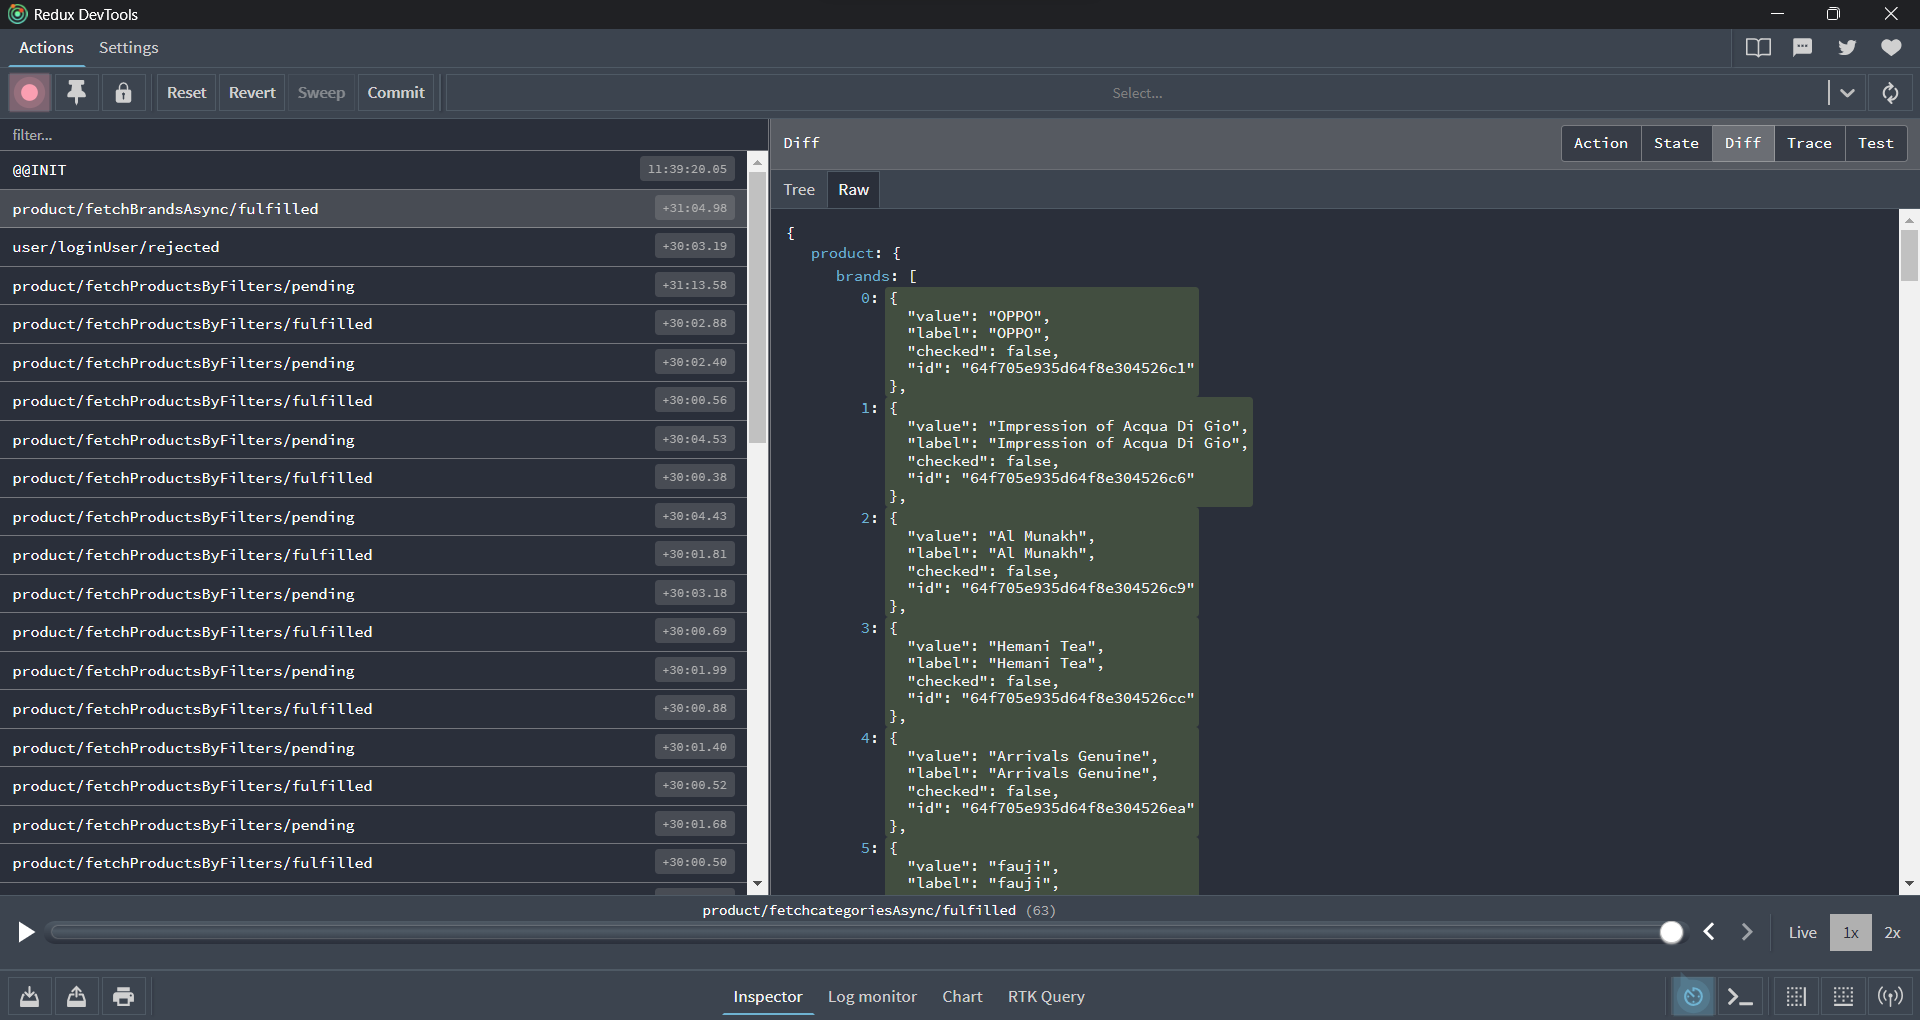 Redux DevTools
Actions Settings
Reset Revert Sweep Commit Select...
filter...
@@INIT 11:39:20.05
product/fetchBrandsAsync/fulfilled +31:04.98
user/loginUser/rejected +30:03.19
product/fetchProductsByFilters/pending +31:13.58
product/fetchProductsByFilters/fulfilled +30:02.88
product/fetchProductsByFilters/pending +30:02.40
product/fetchProductsByFilters/fulfilled +30:00.56
product/fetchProductsByFilters/pending +30:04.53
product/fetchProductsByFilters/fulfilled +30:00.38
product/fetchProductsByFilters/pending +30:04.43
product/fetchProductsByFilters/fulfilled +30:01.81
product/fetchProductsByFilters/pending +30:03.18
product/fetchProductsByFilters/fulfilled +30:00.69
product/fetchProductsByFilters/pending +30:01.99
product/fetchProductsByFilters/fulfilled +30:00.88
product/fetchProductsByFilters/pending +30:01.40
product/fetchProductsByFilters/fulfilled +30:00.52
product/fetchProductsByFilters/pending +30:01.68
product/fetchProductsByFilters/fulfilled +30:00.50
Diff Action State Diff Trace Test
Tree Raw
{
product: {
brands: [
0: {
"value": "OPPO",
"label": "OPPO",
"checked": false,
"id": "64f705e935d64f8e304526c1"
},
1: {
"value": "Impression of Acqua Di Gio",
"label": "Impression of Acqua Di Gio",
"checked": false,
"id": "64f705e935d64f8e304526c6"
},
2: {
"value": "Al Munakh",
"label": "Al Munakh",
"checked": false,
"id": "64f705e935d64f8e304526c9"
},
3: {
"value": "Hemani Tea",
"label": "Hemani Tea",
"checked": false,
"id": "64f705e935d64f8e304526cc"
},
4: {
"value": "Arrivals Genuine",
"label": "Arrivals Genuine",
"checked": false,
"id": "64f705e935d64f8e304526ea"
},
5: {
"value": "fauji",
"label": "fauji",
product/fetchcategoriesAsync/fulfilled (63)
Live 1x 2x
Inspector Log monitor Chart RTK Query